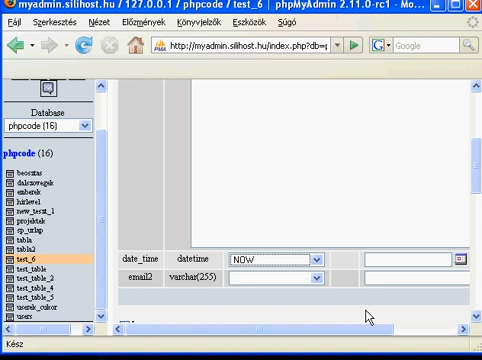 myadmin.silihost.hu / 127.0.0.1 / phpcode / test_6 | phpMyAdmin 2.11.0-rc1 - Mo...
Fájl Szerkesztés Nézet Előzmények Könyvjelzők Eszközök Súgó
http://myadmin.silihost.hu/index.php?db=p
Google
Database
phpcode (16)
phpcode (16)
beosztas
dalszovegek
emberek
hirlevel
new_teszt_1
projektek
sp_urlap
tabla
tabla2
test_6
test_table
test_table_2
test_table_4
test_table_5
userek_cukor
users
date_time datetime NOW
email2 varchar(255)
Kész